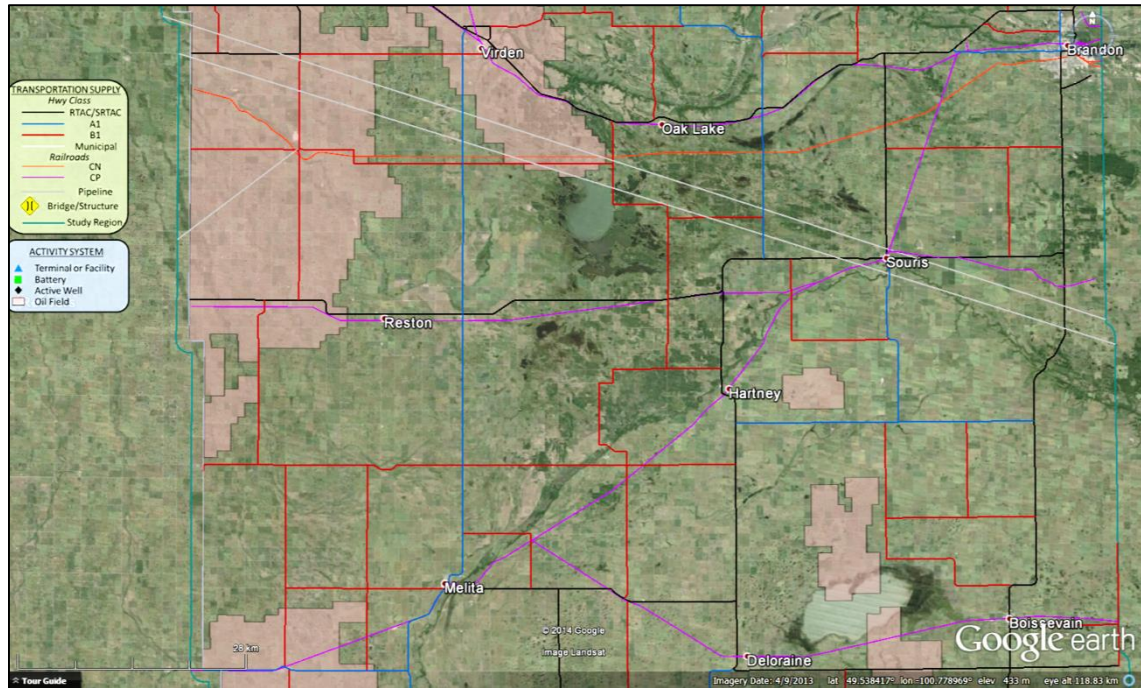 Virden
Brandon
TRANSPORTATION SUPPLY
Hwy Class
RTAC/SRTAC
A1
B1
Municipal
Railroads
CN
CP
Pipeline
Bridge/Structure
Study Region
Oak Lake
ACTIVITY SYSTEM
Terminal or Facility
Battery
Active Well
Oil Field
Souris
Reston
Hartney
Melita
Boissevain
Deloraine
28 km
© 2014 Google
Image Landsat
Google earth
Tour Guide
Imagery Date: 4/9/2013 lat 49.538417° lon -100.778969° elev 433 m eye alt 118.83 km